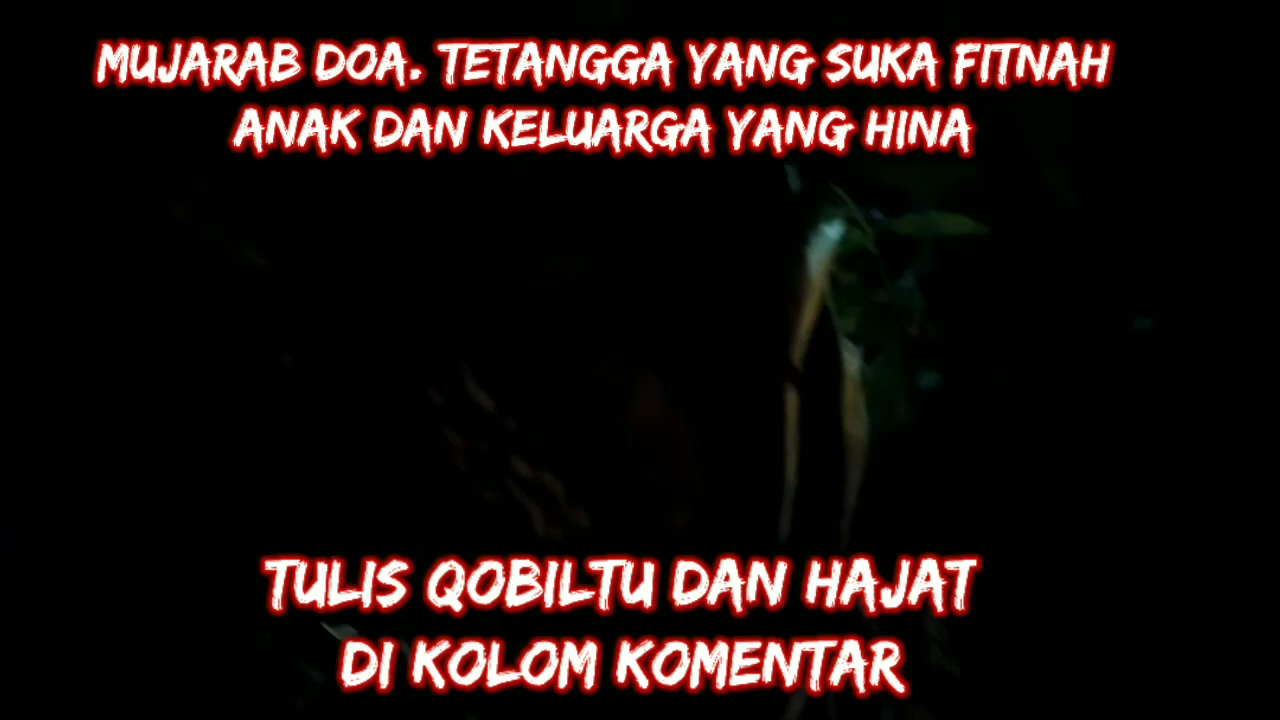 MUJARAB DOA. TETANGGA YANG SUKA FITNAH
ANAK DAN KELUARGA YANG HINA
TULIS QOBILTU DAN HAJAT
DI KOLOM KOMENTAR